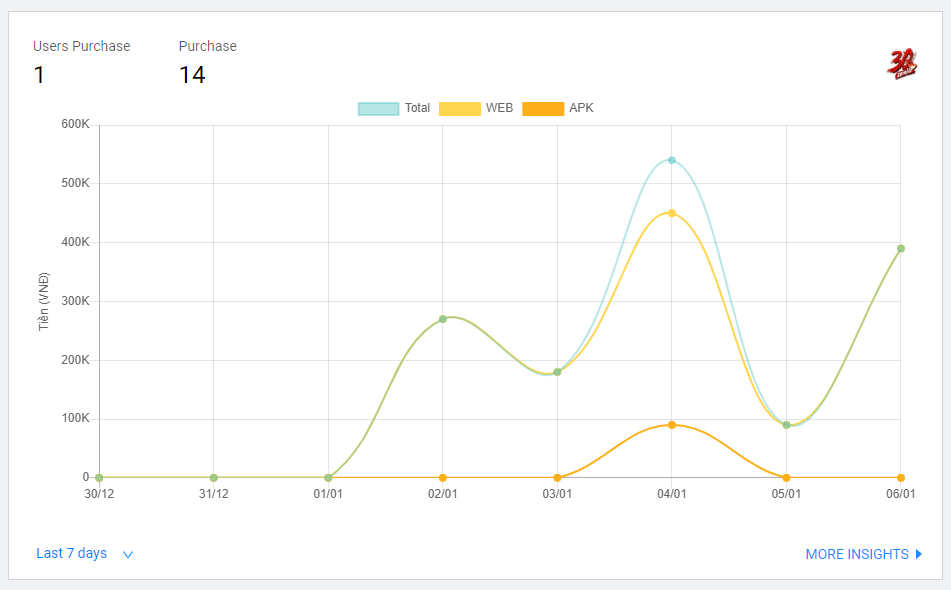 Users Purchase
Purchase
1
14
Total
WEB
APK
600K
500K
400K
300K
200K
100K
0
Tiền (VNĐ)
30/12
31/12
01/01
02/01
03/01
04/01
05/01
06/01
Last 7 days
MORE INSIGHTS